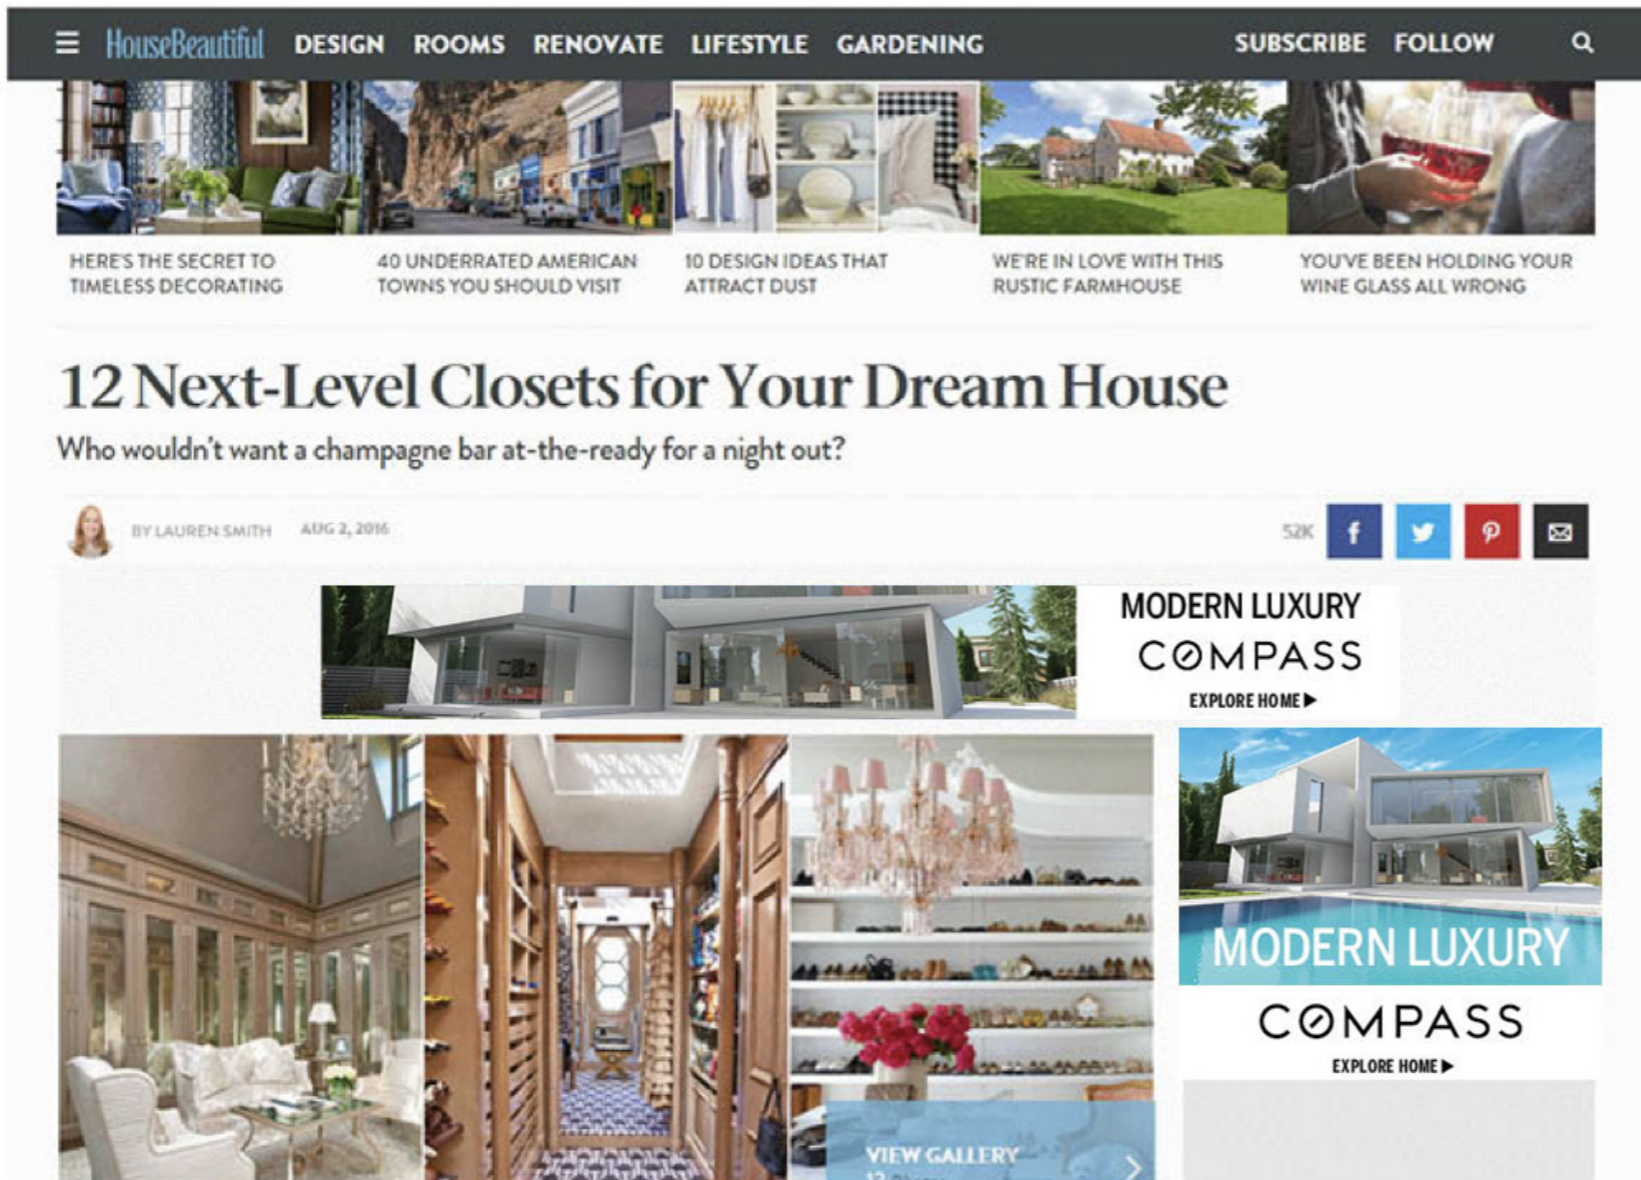 HouseBeautiful DESIGN ROOMS RENOVATE LIFESTYLE GARDENING SUBSCRIBE FOLLOW
HERE'S THE SECRET TO
TIMELESS DECORATING
40 UNDERRATED AMERICAN
TOWNS YOU SHOULD VISIT
10 DESIGN IDEAS THAT
ATTRACT DUST
WE'RE IN LOVE WITH THIS
RUSTIC FARMHOUSE
YOU'VE BEEN HOLDING YOUR
WINE GLASS ALL WRONG
12 Next-Level Closets for Your Dream House
Who wouldn't want a champagne bar at-the-ready for a night out?
BY LAUREN SMITH AUG 2, 2016 52K
MODERN LUXURY
COMPASS
EXPLORE HOME
MODERN LUXURY
COMPASS
EXPLORE HOME
VIEW GALLERY